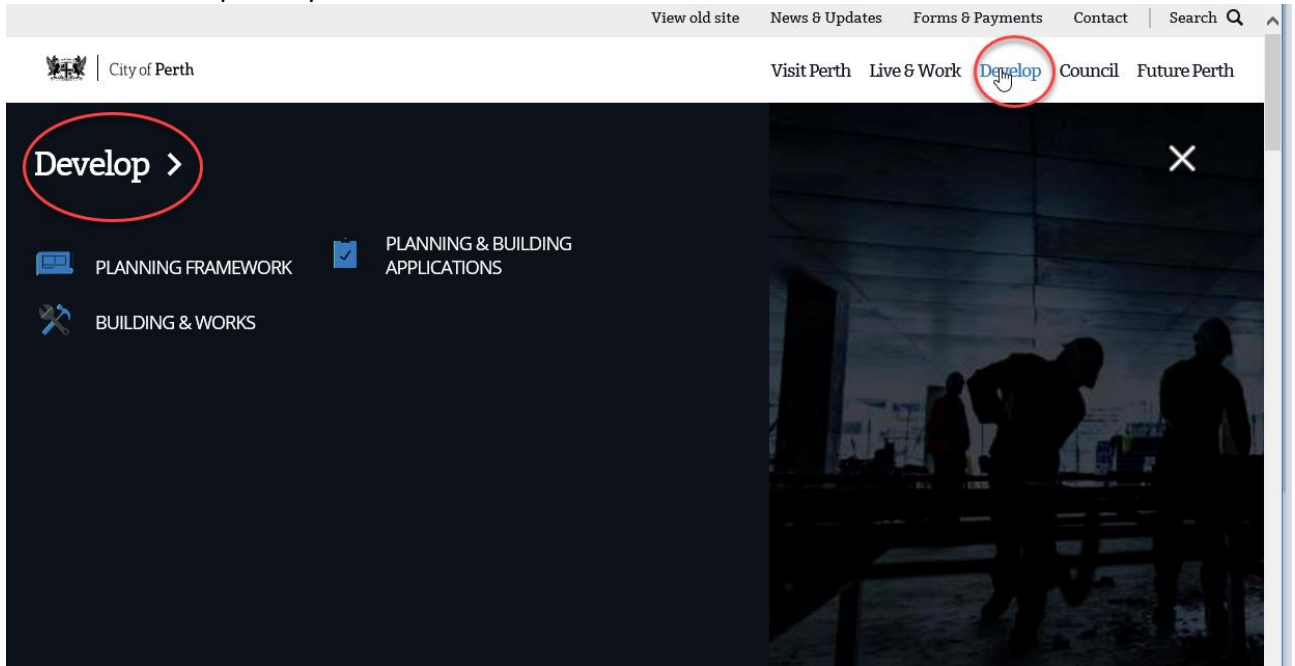 View old site News & Updates Forms & Payments Contact | Search
City of Perth
Visit Perth Live & Work Develop Council Future Perth
Develop >
PLANNING FRAMEWORK
PLANNING & BUILDING
APPLICATIONS
BUILDING & WORKS